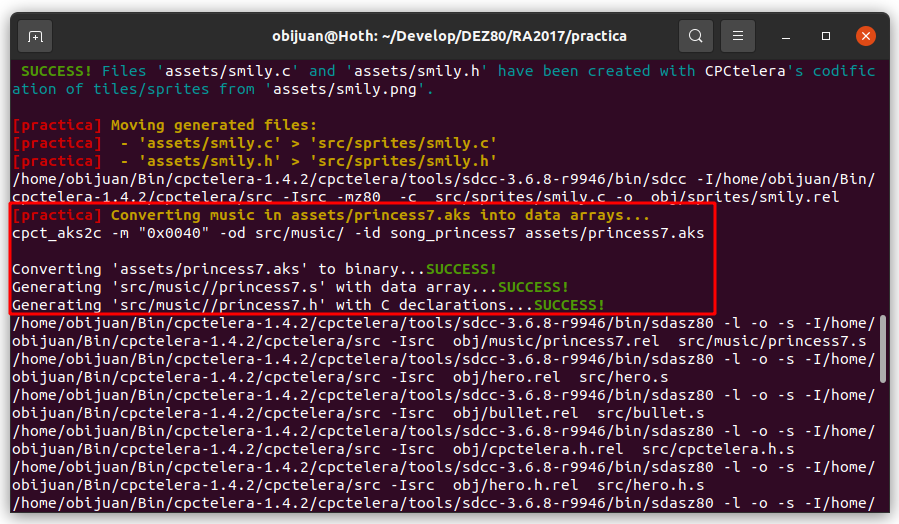 obijuan@Hoth: ~/Develop/DEZ80/RA2017/practica
SUCCESS! Files 'assets/smily.c' and 'assets/smily.h' have been created with CPCtelera's codific
ation of tiles/sprites from 'assets/smily.png'.
[practica] Moving generated files:
[practica]  - 'assets/smily.c' > 'src/sprites/smily.c'
[practica]  - 'assets/smily.h' > 'src/sprites/smily.h'
/home/obijuan/Bin/cpctelera-1.4.2/cpctelera/tools/sdcc-3.6.8-r9946/bin/sdcc -I/home/obijuan/Bin/
cpctelera-1.4.2/cpctelera/src -Isrc -mz80  -c  src/sprites/smily.c -o  obj/sprites/smily.rel
[practica] Converting music in assets/princess7.aks into data arrays...
cpct_aks2c -m "0x0040" -od src/music/ -id song_princess7 assets/princess7.aks
Converting 'assets/princess7.aks' to binary...SUCCESS!
Generating 'src/music//princess7.s' with data array...SUCCESS!
Generating 'src/music//princess7.h' with C declarations...SUCCESS!
/home/obijuan/Bin/cpctelera-1.4.2/cpctelera/tools/sdcc-3.6.8-r9946/bin/sdasz80 -l -o -s -I/home/
obijuan/Bin/cpctelera-1.4.2/cpctelera/src -Isrc  obj/music/princess7.rel  src/music/princess7.s
/home/obijuan/Bin/cpctelera-1.4.2/cpctelera/tools/sdcc-3.6.8-r9946/bin/sdasz80 -l -o -s -I/home/
obijuan/Bin/cpctelera-1.4.2/cpctelera/src -Isrc  obj/hero.rel  src/hero.s
/home/obijuan/Bin/cpctelera-1.4.2/cpctelera/tools/sdcc-3.6.8-r9946/bin/sdasz80 -l -o -s -I/home/
obijuan/Bin/cpctelera-1.4.2/cpctelera/src -Isrc  obj/bullet.rel  src/bullet.s
/home/obijuan/Bin/cpctelera-1.4.2/cpctelera/tools/sdcc-3.6.8-r9946/bin/sdasz80 -l -o -s -I/home/
obijuan/Bin/cpctelera-1.4.2/cpctelera/src -Isrc  obj/cpctelera.h.rel  src/cpctelera.h.s
/home/obijuan/Bin/cpctelera-1.4.2/cpctelera/tools/sdcc-3.6.8-r9946/bin/sdasz80 -l -o -s -I/home/
obijuan/Bin/cpctelera-1.4.2/cpctelera/src -Isrc  obj/hero.h.rel  src/hero.h.s
/home/obijuan/Bin/cpctelera-1.4.2/cpctelera/tools/sdcc-3.6.8-r9946/bin/sdasz80 -l -o -s -I/home/